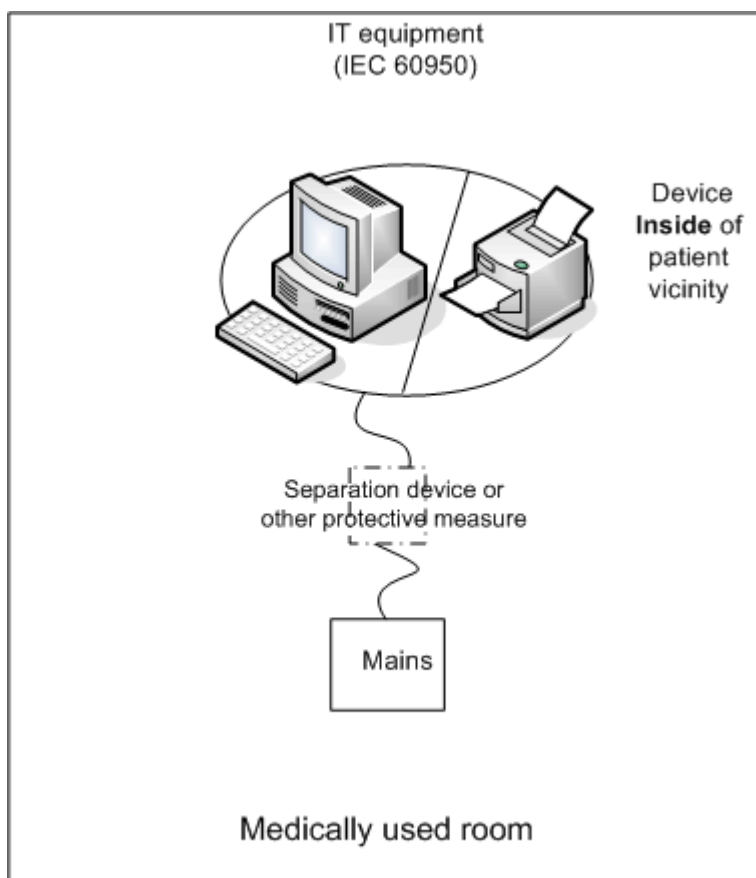 IT equipment
(IEC 60950)
Device
Inside of
patient
vicinity
Separation device or
other protective measure
Mains
Medically used room